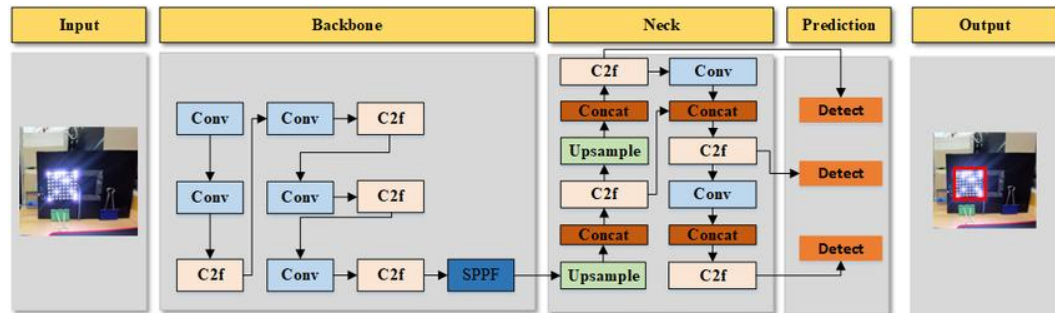 Input
Backbone
Neck
Prediction
Output
Conv
Conv
C2f
Conv
C2f
Conv
C2f
Conv
C2f
SPPF
C2f
Concat
Upsample
C2f
Concat
Upsample
Conv
Concat
C2f
Conv
Concat
C2f
Detect
Detect
Detect